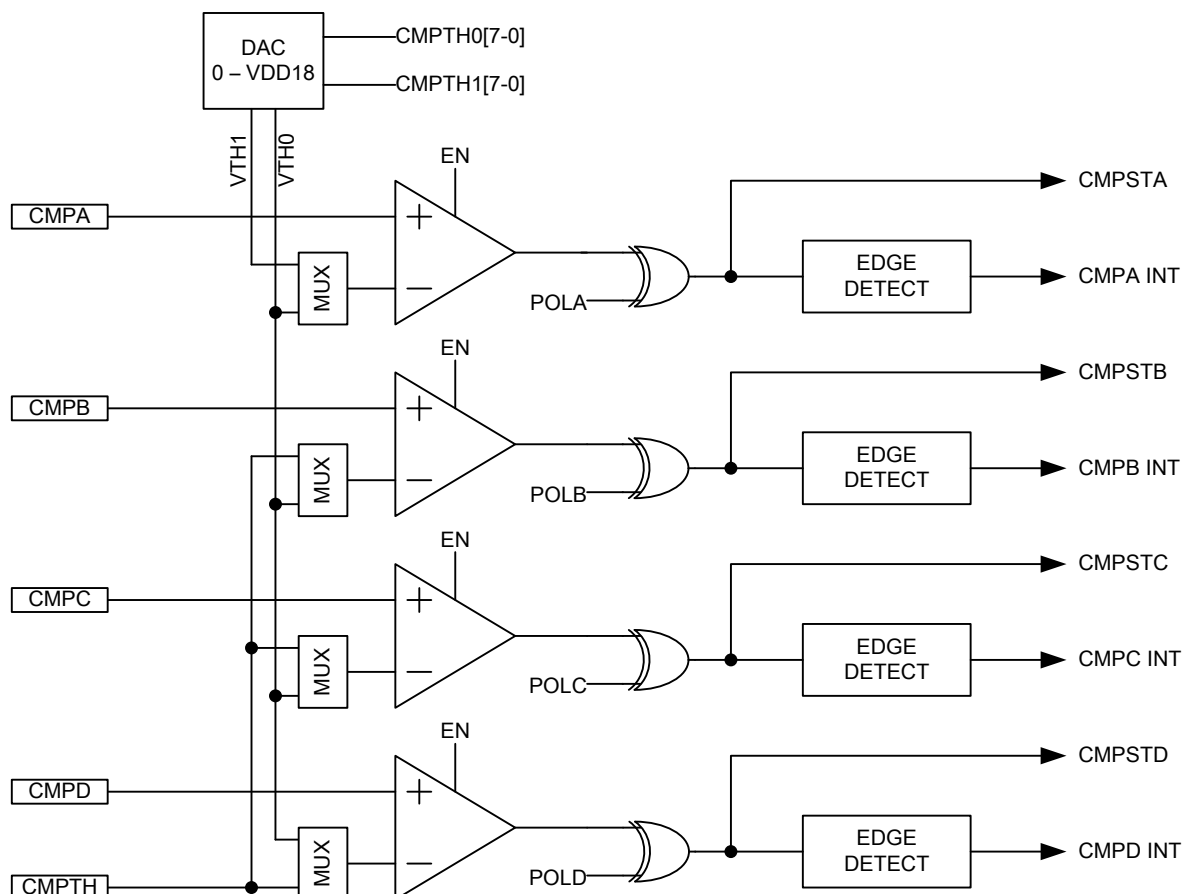 DAC
0 – VDD18
CMPTH0[7-0]
CMPTH1[7-0]
VTH1
VTH0
EN
CMPSTA
CMPA
+
MUX
−
POLA
EDGE
DETECT
CMPA INT
EN
CMPSTB
CMPB
+
MUX
−
POLB
EDGE
DETECT
CMPB INT
EN
CMPSTC
CMPC
+
MUX
−
POLC
EDGE
DETECT
CMPC INT
EN
CMPSTD
CMPD
+
MUX
−
POLD
EDGE
DETECT
CMPD INT
CMPTH